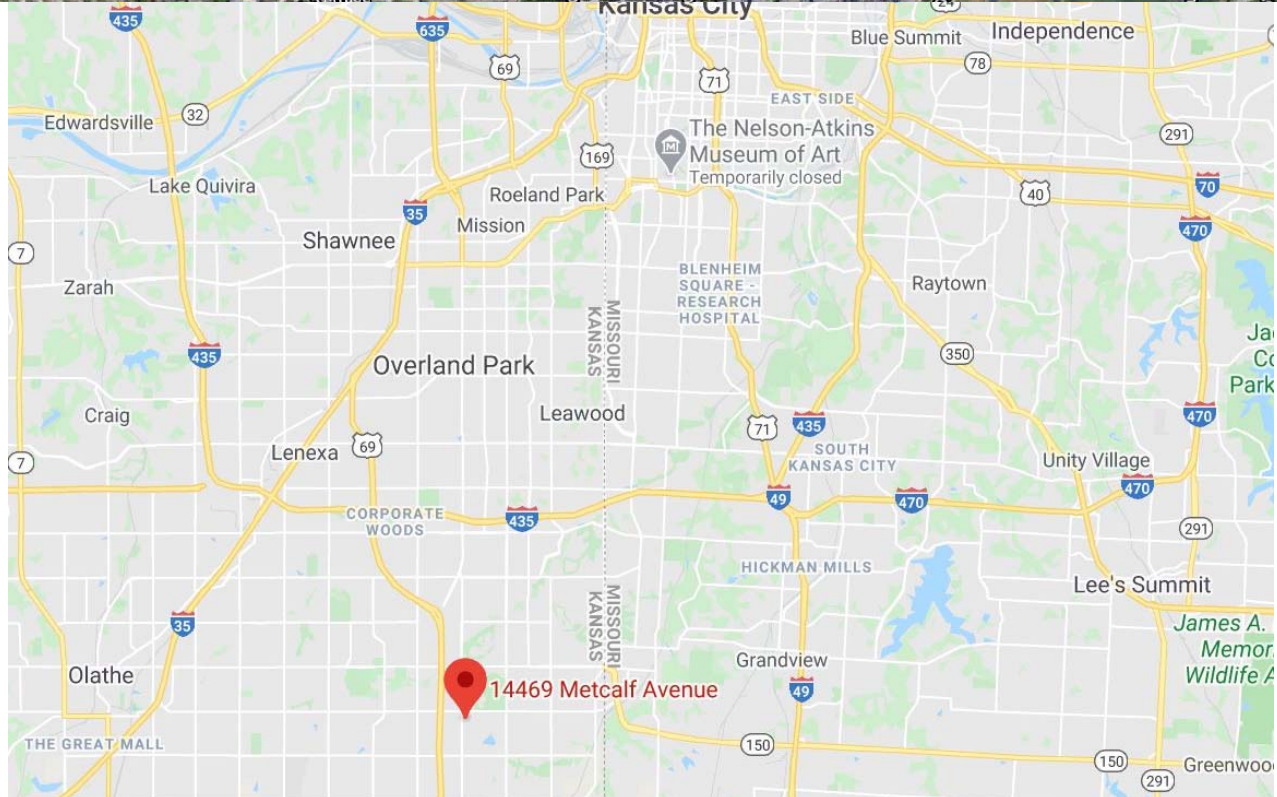 Kansas City
435
635
24
Blue Summit
Independence
69
71
78
EAST SIDE
Edwardsville
32
291
169
The Nelson-Atkins
Museum of Art
Temporarily closed
Lake Quivira
Roeland Park
40
70
35
Mission
470
Shawnee
7
Zarah
BLENHEIM
SQUARE -
RESEARCH
HOSPITAL
Raytown
MISSOURI
KANSAS
435
350
Overland Park
Craig
Leawood
470
71
435
Lenexa
69
SOUTH
KANSAS CITY
Unity Village
7
470
49
470
CORPORATE
WOODS
435
291
HICKMAN MILLS
Lee's Summit
MISSOURI
KANSAS
35
James A.
Olathe
Grandview
14469 Metcalf Avenue
49
THE GREAT MALL
150
150
291